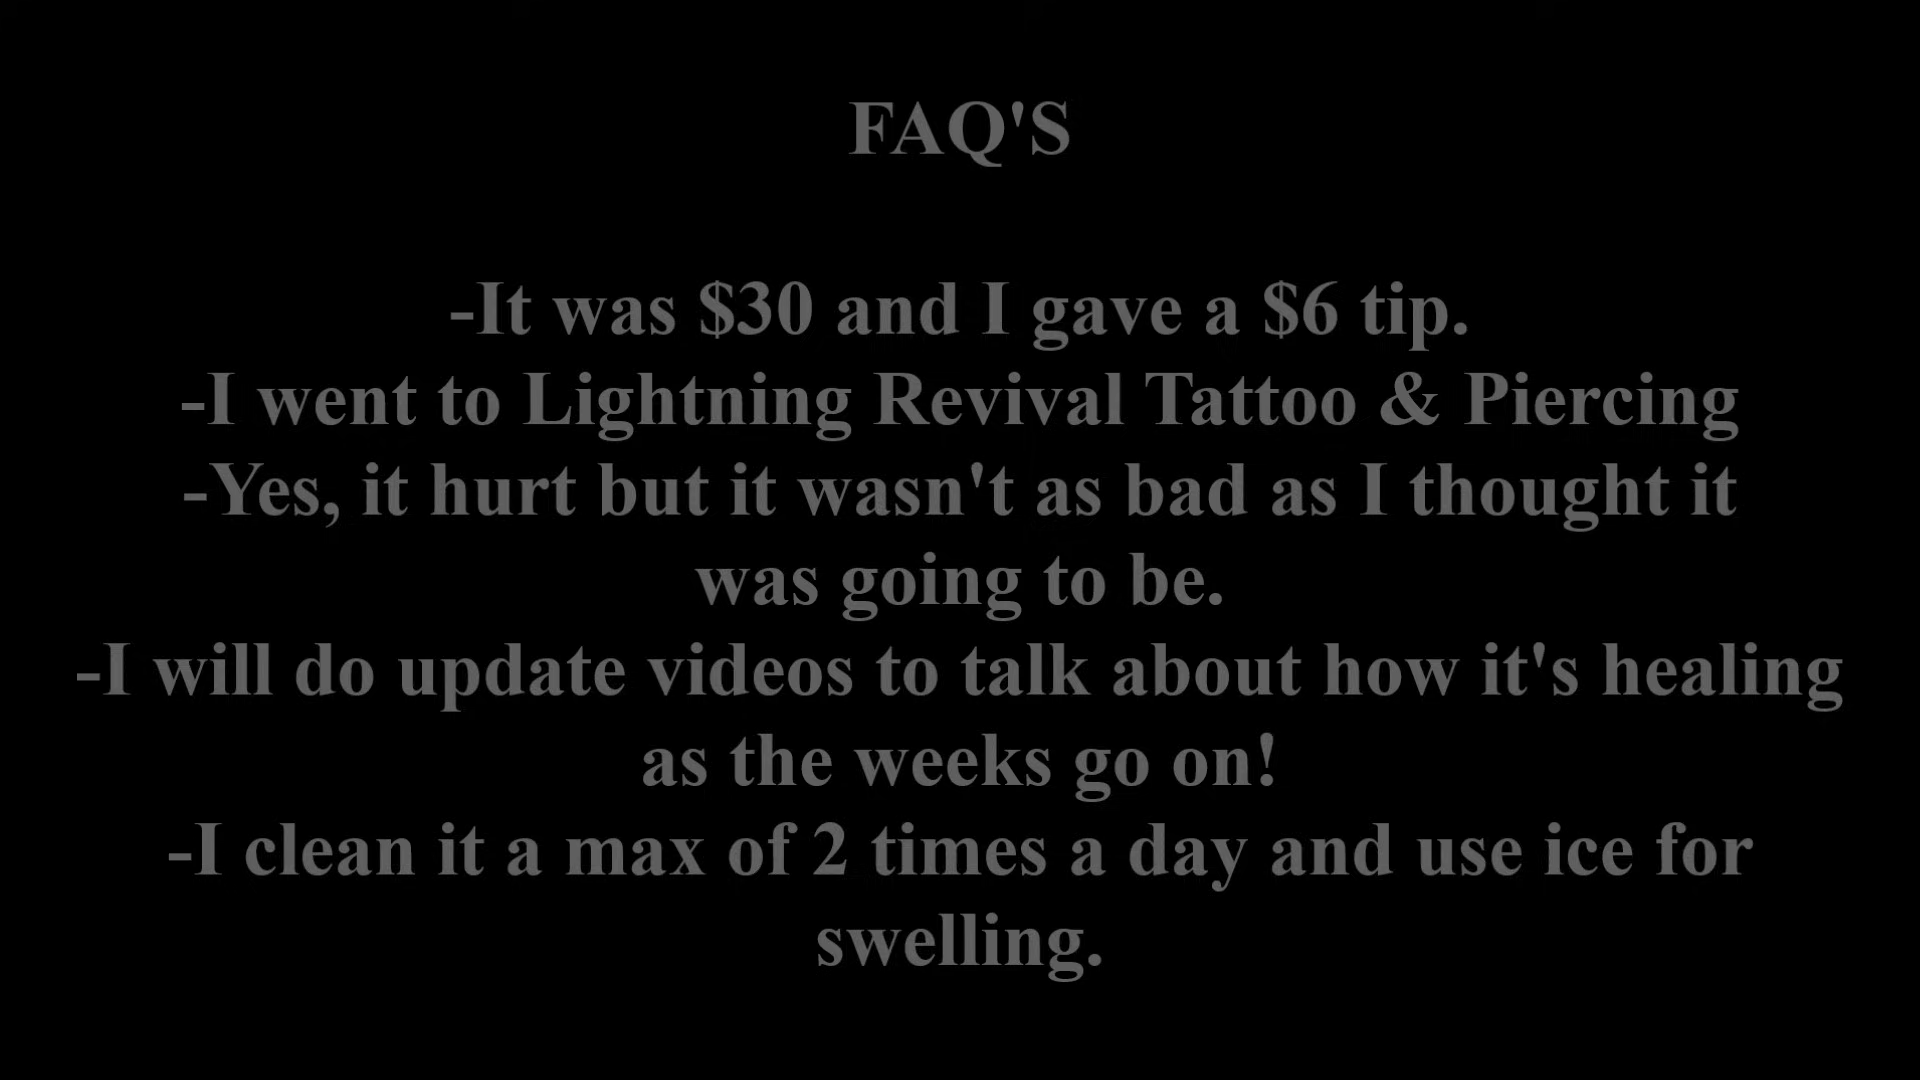 FAQ'S
-It was $30 and I gave a $6 tip.
-I went to Lightning Revival Tattoo & Piercing
-Yes, it hurt but it wasn't as bad as I thought it
was going to be.
-I will do update videos to talk about how it's healing
as the weeks go on!
-I clean it a max of 2 times a day and use ice for
swelling.